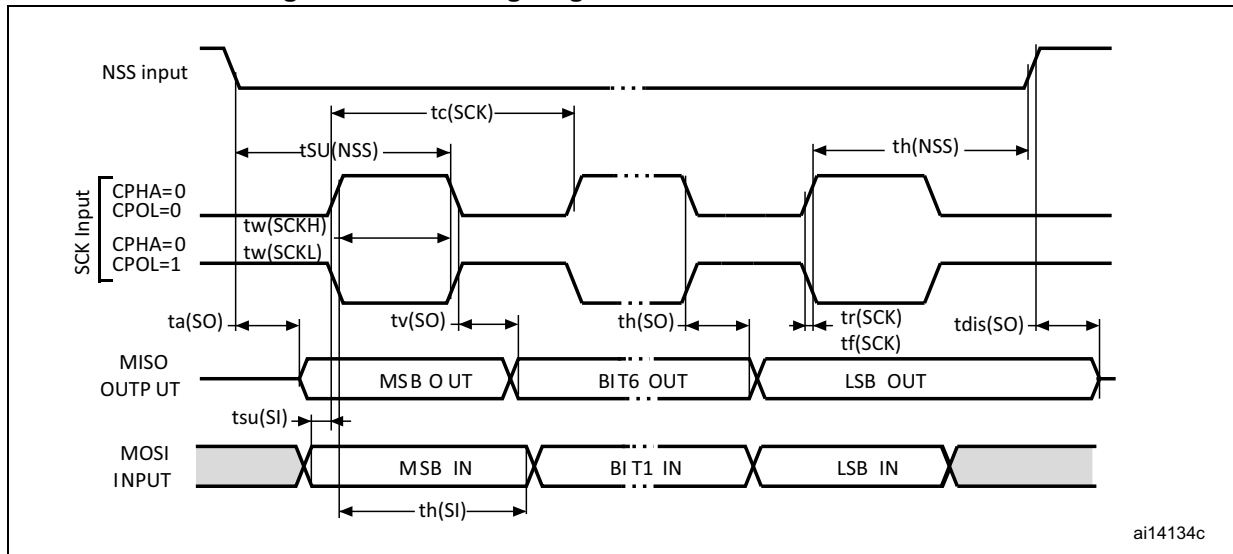 NSS input
tc(SCK)
tSU(NSS)
th(NSS)
SCK Input
CPHA=0
CPOL=0
tw(SCKH)
CPHA=0
tw(SCKL)
CPOL=1
ta(SO)
tv(SO)
th(SO)
tr(SCK)
tf(SCK)
tdis(SO)
MISO
OUTP UT
MSB O UT
BIT6 OUT
LSB OUT
tsu(SI)
MOSI
INPUT
MSB IN
BIT1 IN
LSB IN
th(SI)
ai14134c